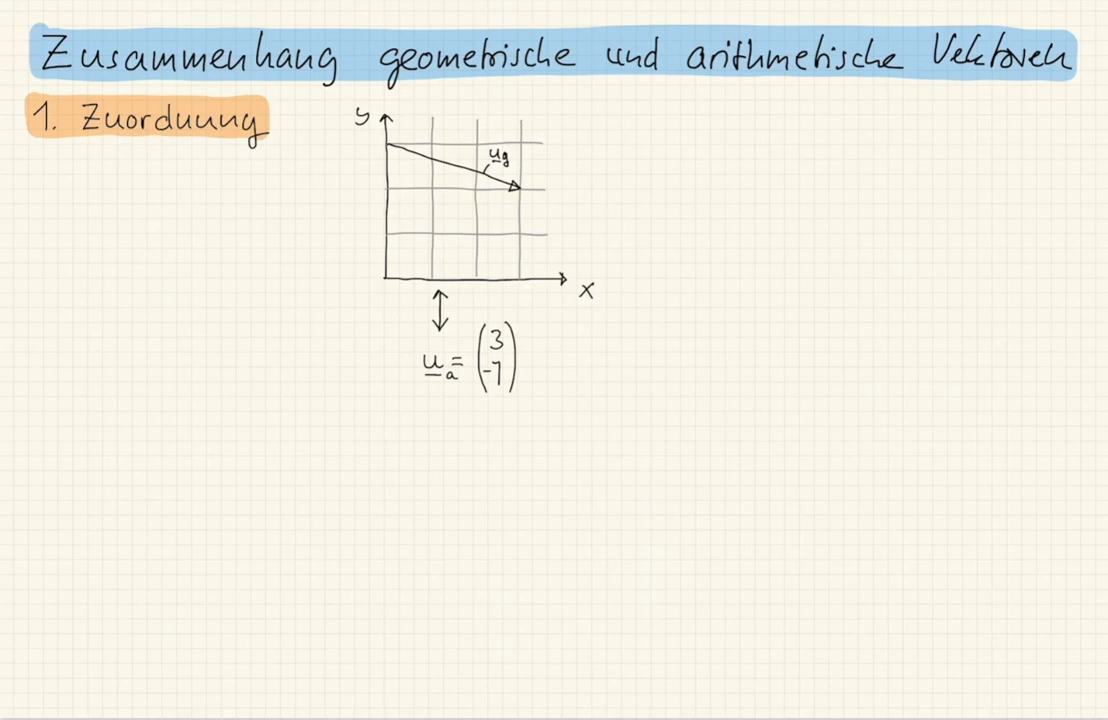 Zusammenhang geometrische und arithmetische Vektoren
1. Zuordnung
y
u_g
x
↕
u_a = (3
-1)